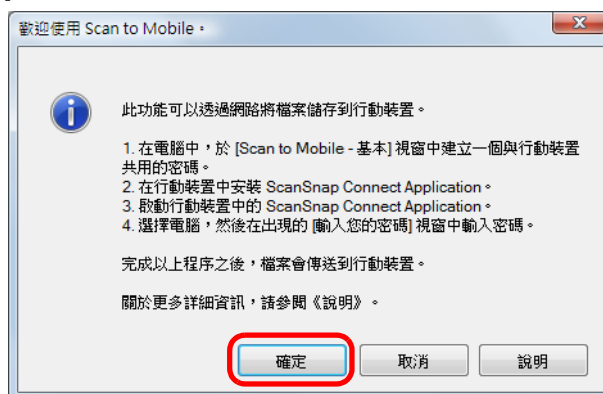 歡迎使用 Scan to Mobile。
此功能可以透過網路將檔案儲存到行動裝置。
1. 在電腦中，於 [Scan to Mobile - 基本] 視窗中建立一個與行動裝置
共用的密碼。
2. 在行動裝置中安裝 ScanSnap Connect Application。
3. 啟動行動裝置中的 ScanSnap Connect Application。
4. 選擇電腦，然後在出現的 [輸入您的密碼] 視窗中輸入密碼。
完成以上程序之後，檔案會傳送到行動裝置。
關於更多詳細資訊，請參閱《說明》。
確定 取消 說明